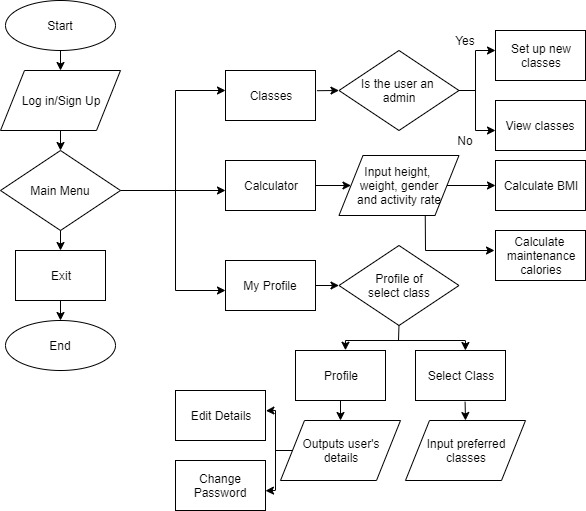 Start
Log in/Sign Up
Main Menu
Exit
End
Classes
Is the user an
admin
Yes
Set up new
classes
No
View classes
Calculator
Input height,
weight, gender
and activity rate
Calculate BMI
Calculate
maintenance
calories
My Profile
Profile of
select class
Profile
Select Class
Outputs user's
details
Input preferred
classes
Edit Details
Change
Password